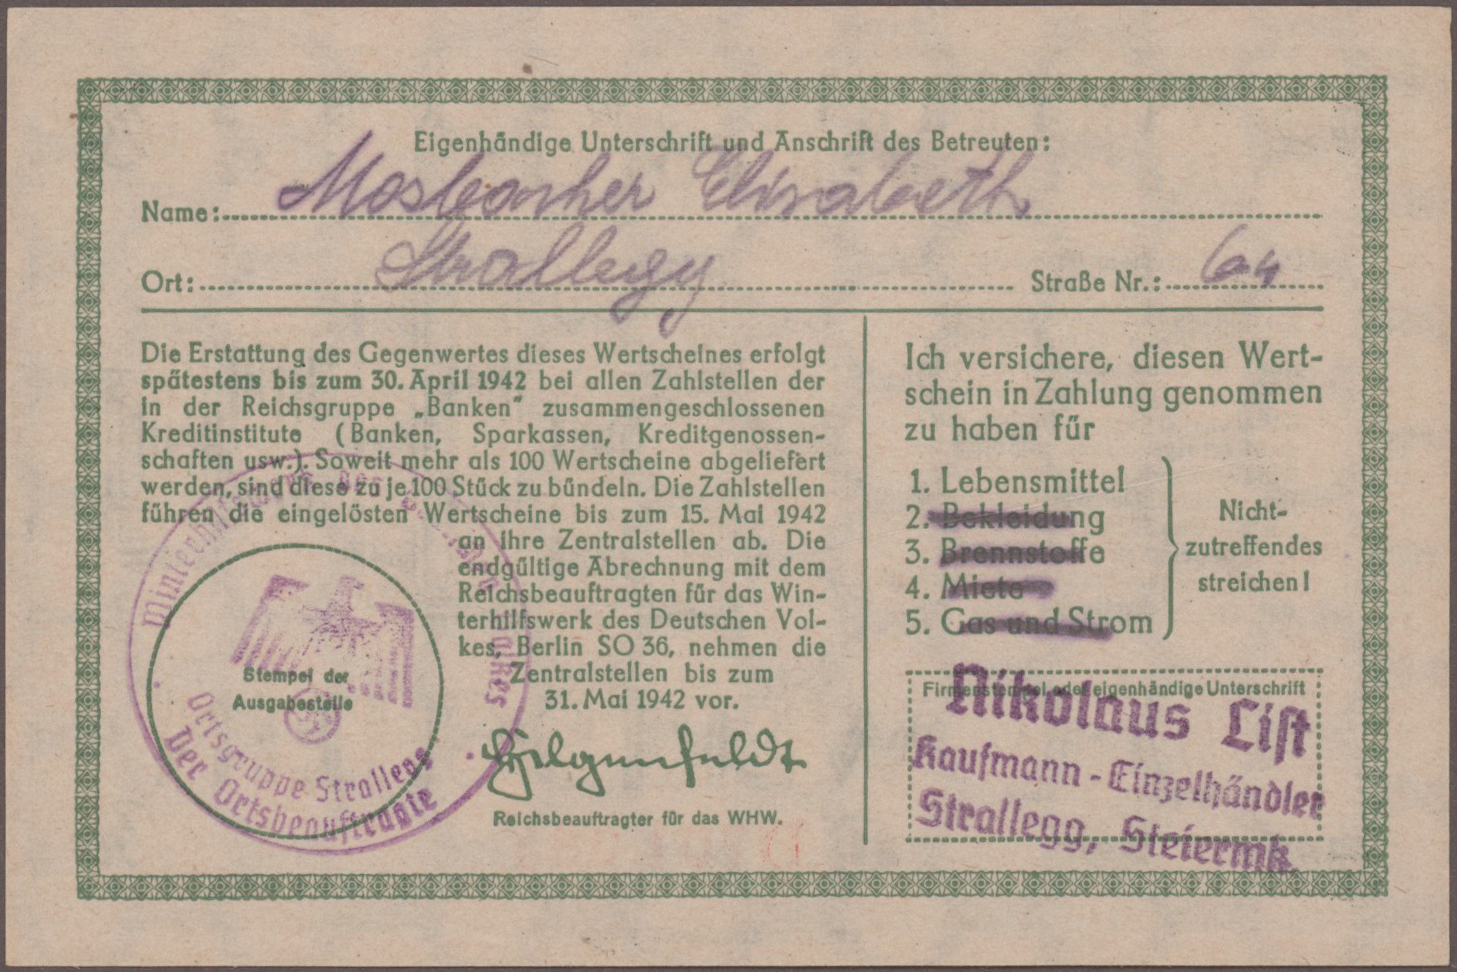 Eigenhändige Unterschrift und Anschrift des Betreuten:
Name: Mosbacher Elisabeth
Ort: Strallegg Straße Nr.: 64
Die Erstattung des Gegenwertes dieses Wertscheines erfolgt
spätestens bis zum 30. April 1942 bei allen Zahlstellen der
in der Reichsgruppe „Banken" zusammengeschlossenen
Kreditinstitute (Banken, Sparkassen, Kreditgenossen-
schaften usw.). Soweit mehr als 100 Wertscheine abgeliefert
werden, sind diese zu je 100 Stück zu bündeln. Die Zahlstellen
führen die eingelösten Wertscheine bis zum 15. Mai 1942
an ihre Zentralstellen ab. Die
endgültige Abrechnung mit dem
Reichsbeauftragten für das Win-
terhilfswerk des Deutschen Vol-
kes, Berlin SO 36, nehmen die
Zentralstellen bis zum
31. Mai 1942 vor.
Hilgenfeldt
Reichsbeauftragter für das WHW.
Stempel der
Ausgabestelle
Ortsgruppe Strallegg
Der Ortsbeauftragte
Ich versichere, diesen Wert-
schein in Zahlung genommen
zu haben für
1. Lebensmittel
2. Bekleidung
3. Brennstoffe
4. Miete
5. Gas und Strom
Nicht-
zutreffendes
streichen!
Firmenstempel oder eigenhändige Unterschrift
Nikolaus List
Kaufmann - Einzelhändler
Strallegg, Steiermk.